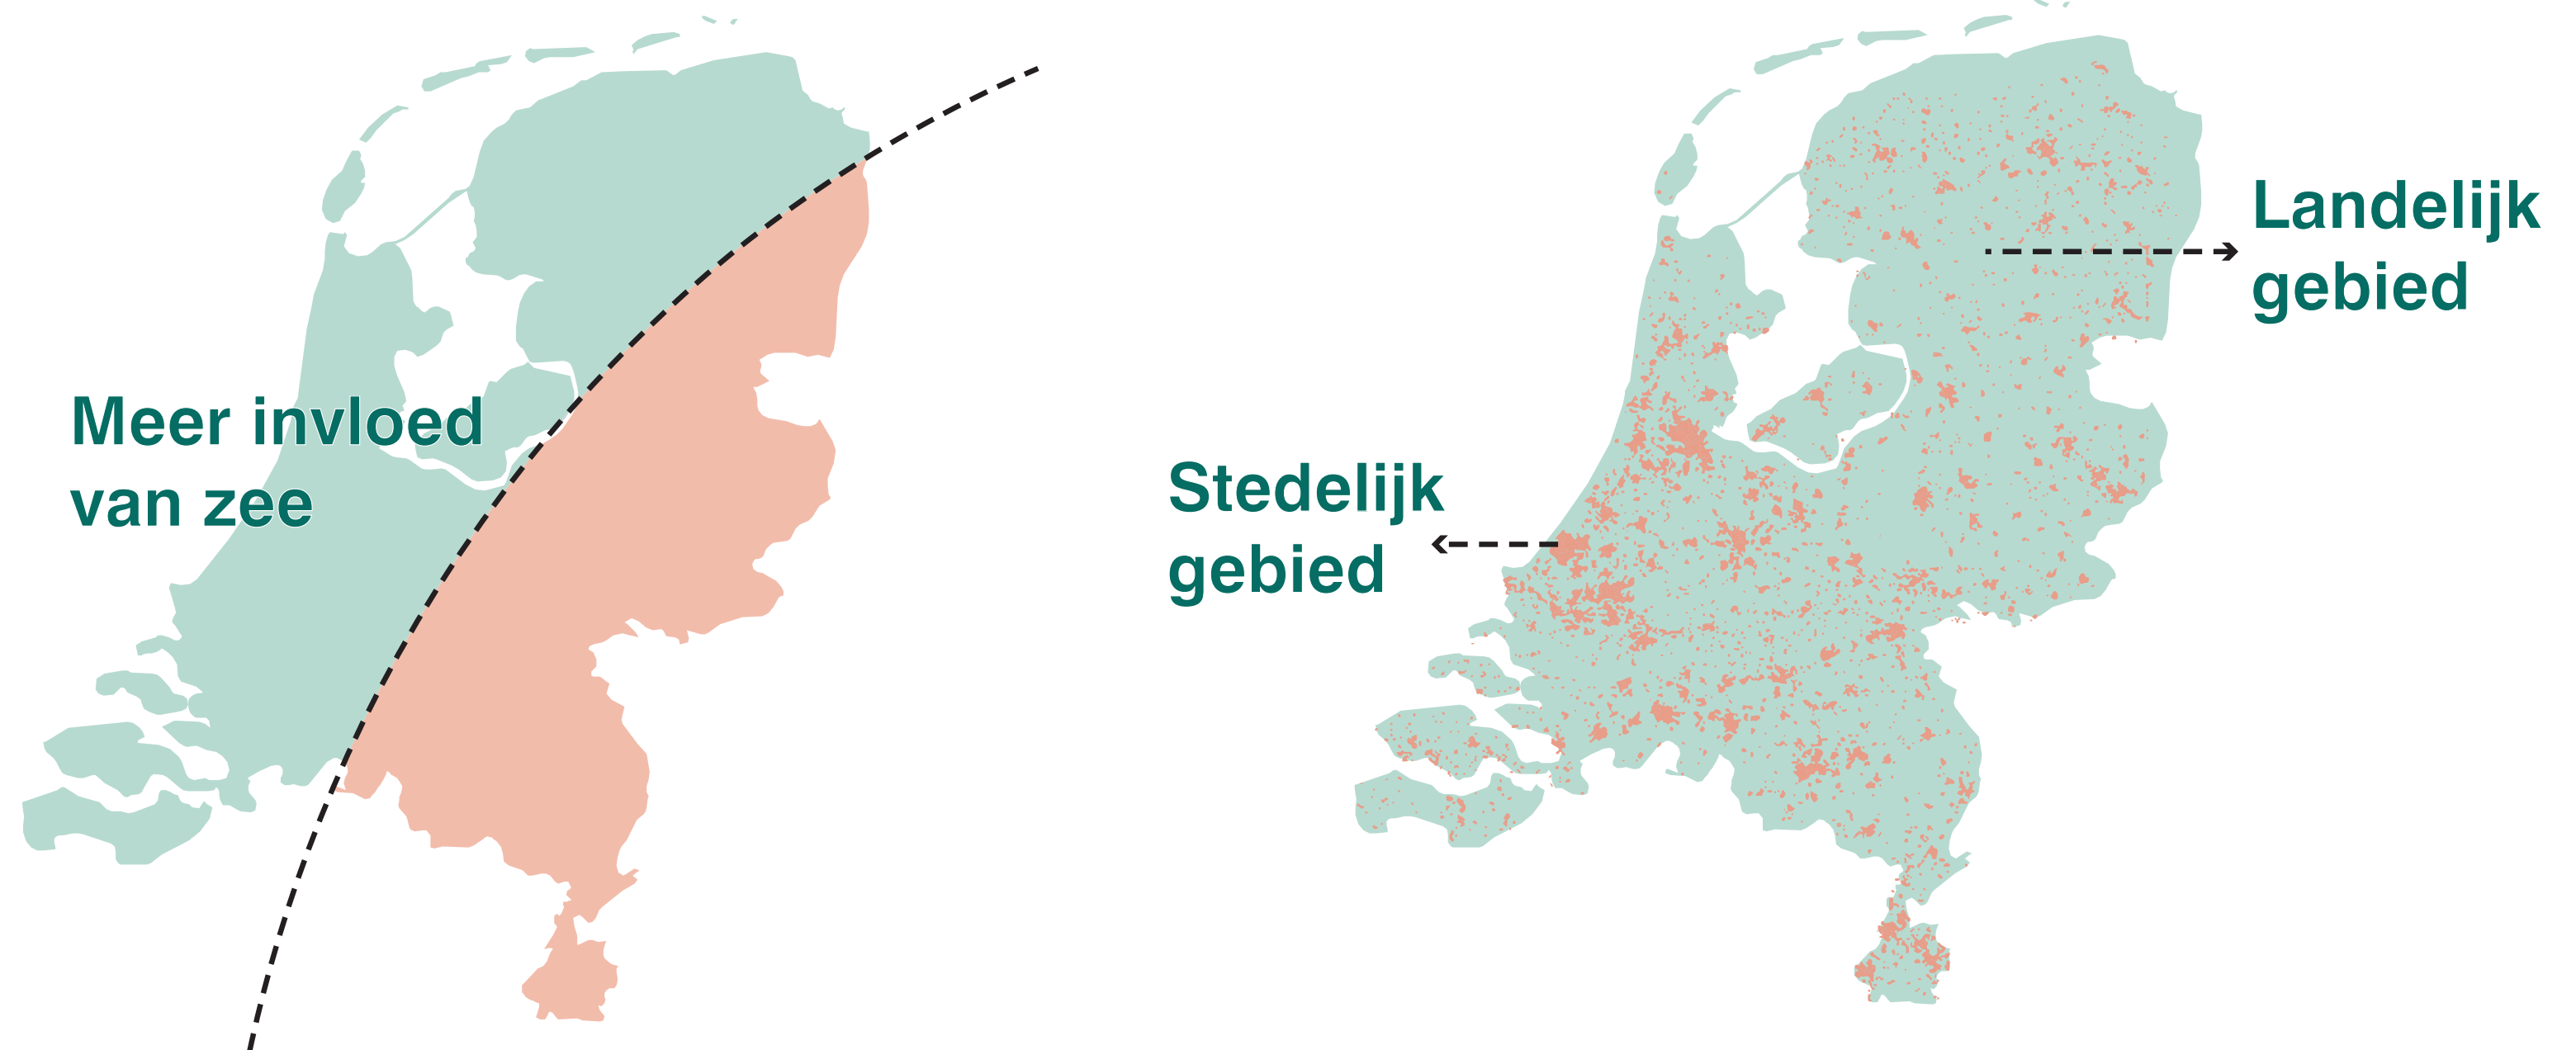 Meer invloed
van zee
Stedelijk
gebied
Landelijk
gebied